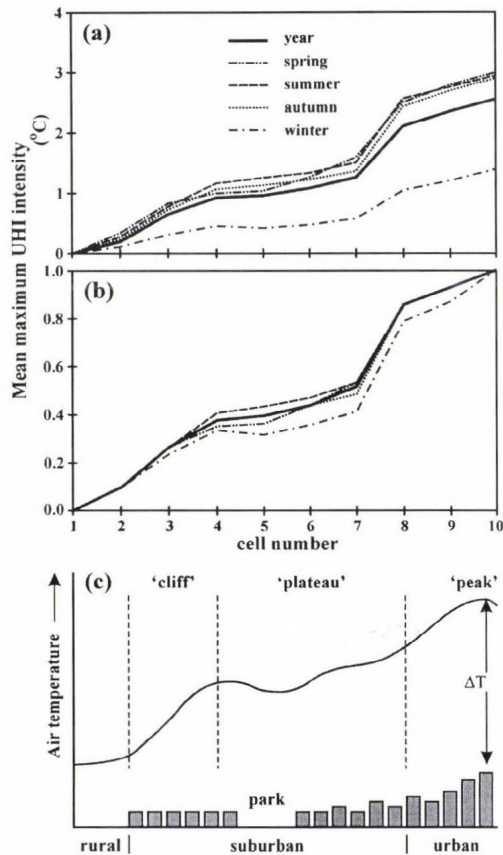 (a)
year
spring
summer
autumn
winter
4
3
2
1
0
Mean maximum UHI intensity
(°C)
(b)
1.0
0.8
0.6
0.4
0.2
0.0
1 2 3 4 5 6 7 8 9 10
cell number
(c)
'cliff' 'plateau' 'peak'
Air temperature
ΔT
park
rural suburban urban